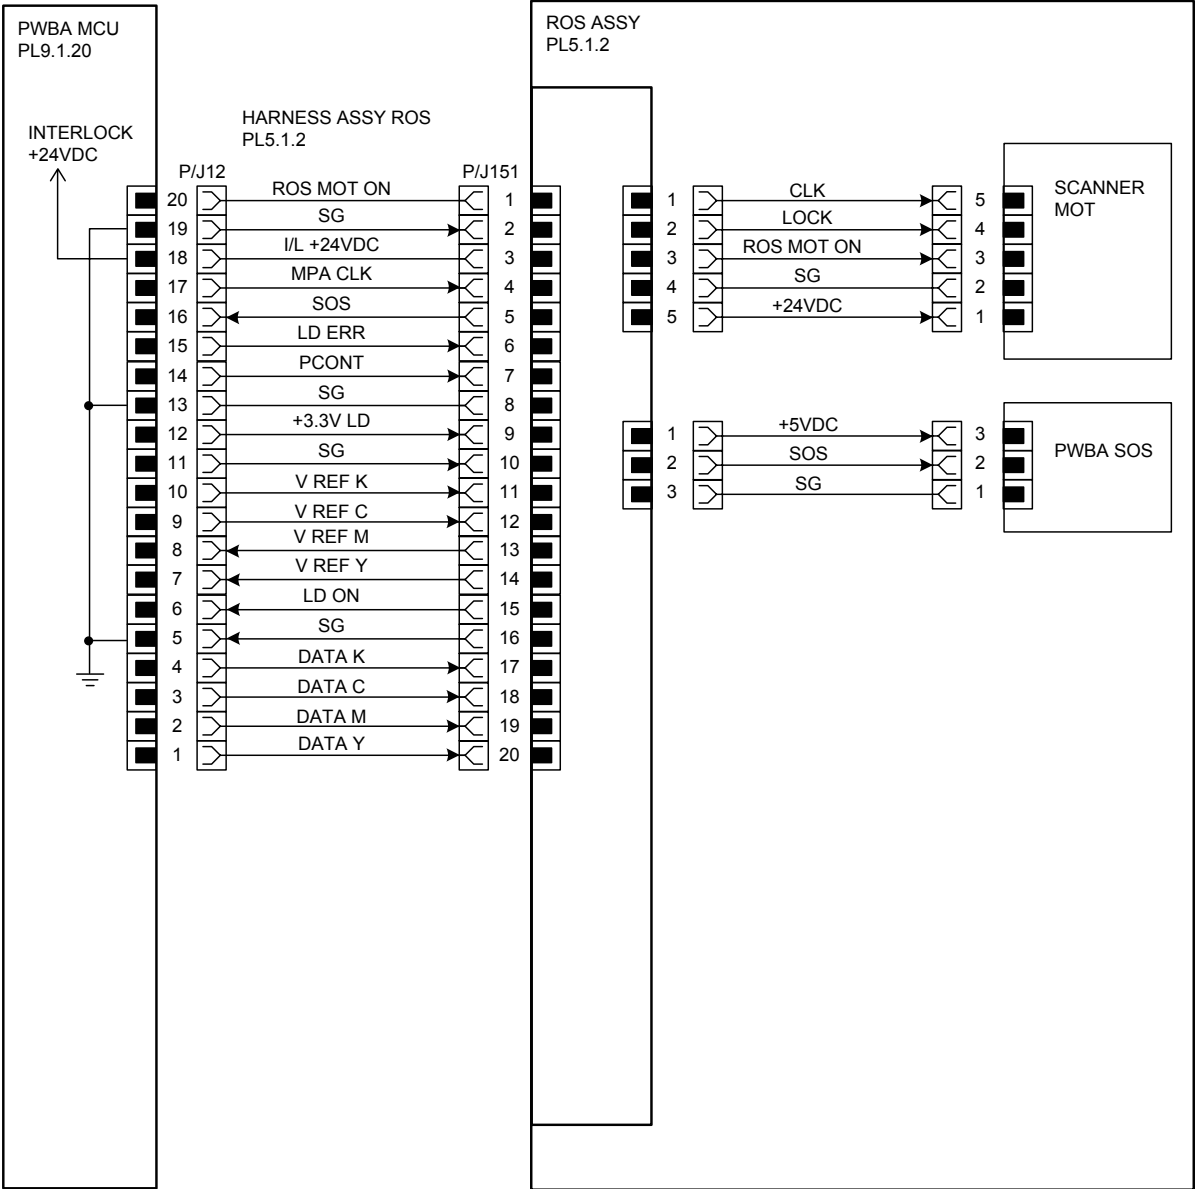 PWBA MCU
PL9.1.20
ROS ASSY
PL5.1.2
HARNESS ASSY ROS
PL5.1.2
INTERLOCK
+24VDC
P/J12 P/J151
20 ROS MOT ON 1
19 SG 2
18 I/L +24VDC 3
17 MPA CLK 4
16 SOS 5
15 LD ERR 6
14 PCONT 7
13 SG 8
12 +3.3V LD 9
11 SG 10
10 V REF K 11
9 V REF C 12
8 V REF M 13
7 V REF Y 14
6 LD ON 15
5 SG 16
4 DATA K 17
3 DATA C 18
2 DATA M 19
1 DATA Y 20
1 CLK 5
2 LOCK 4
3 ROS MOT ON 3
4 SG 2
5 +24VDC 1
SCANNER
MOT
1 +5VDC 3
2 SOS 2
3 SG 1
PWBA SOS